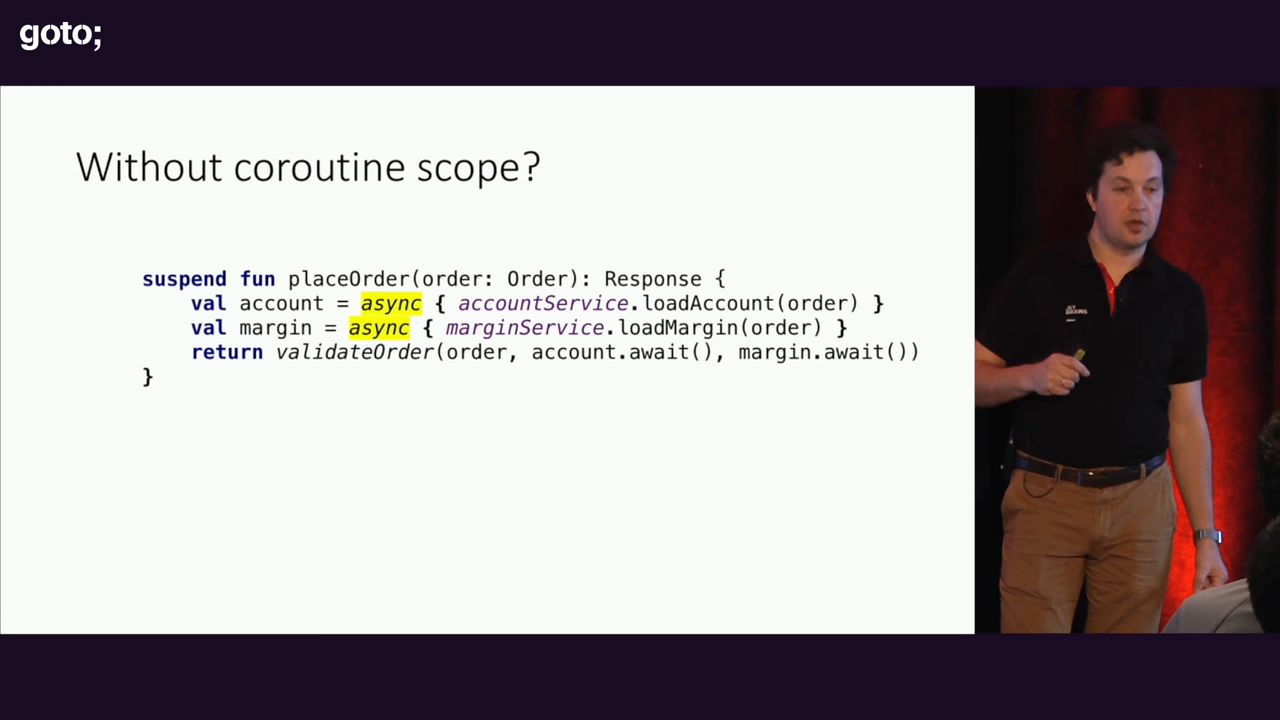 goto;
Without coroutine scope?
suspend fun placeOrder(order: Order): Response {
    val account = async { accountService.loadAccount(order) }
    val margin = async { marginService.loadMargin(order) }
    return validateOrder(order, account.await(), margin.await())
}